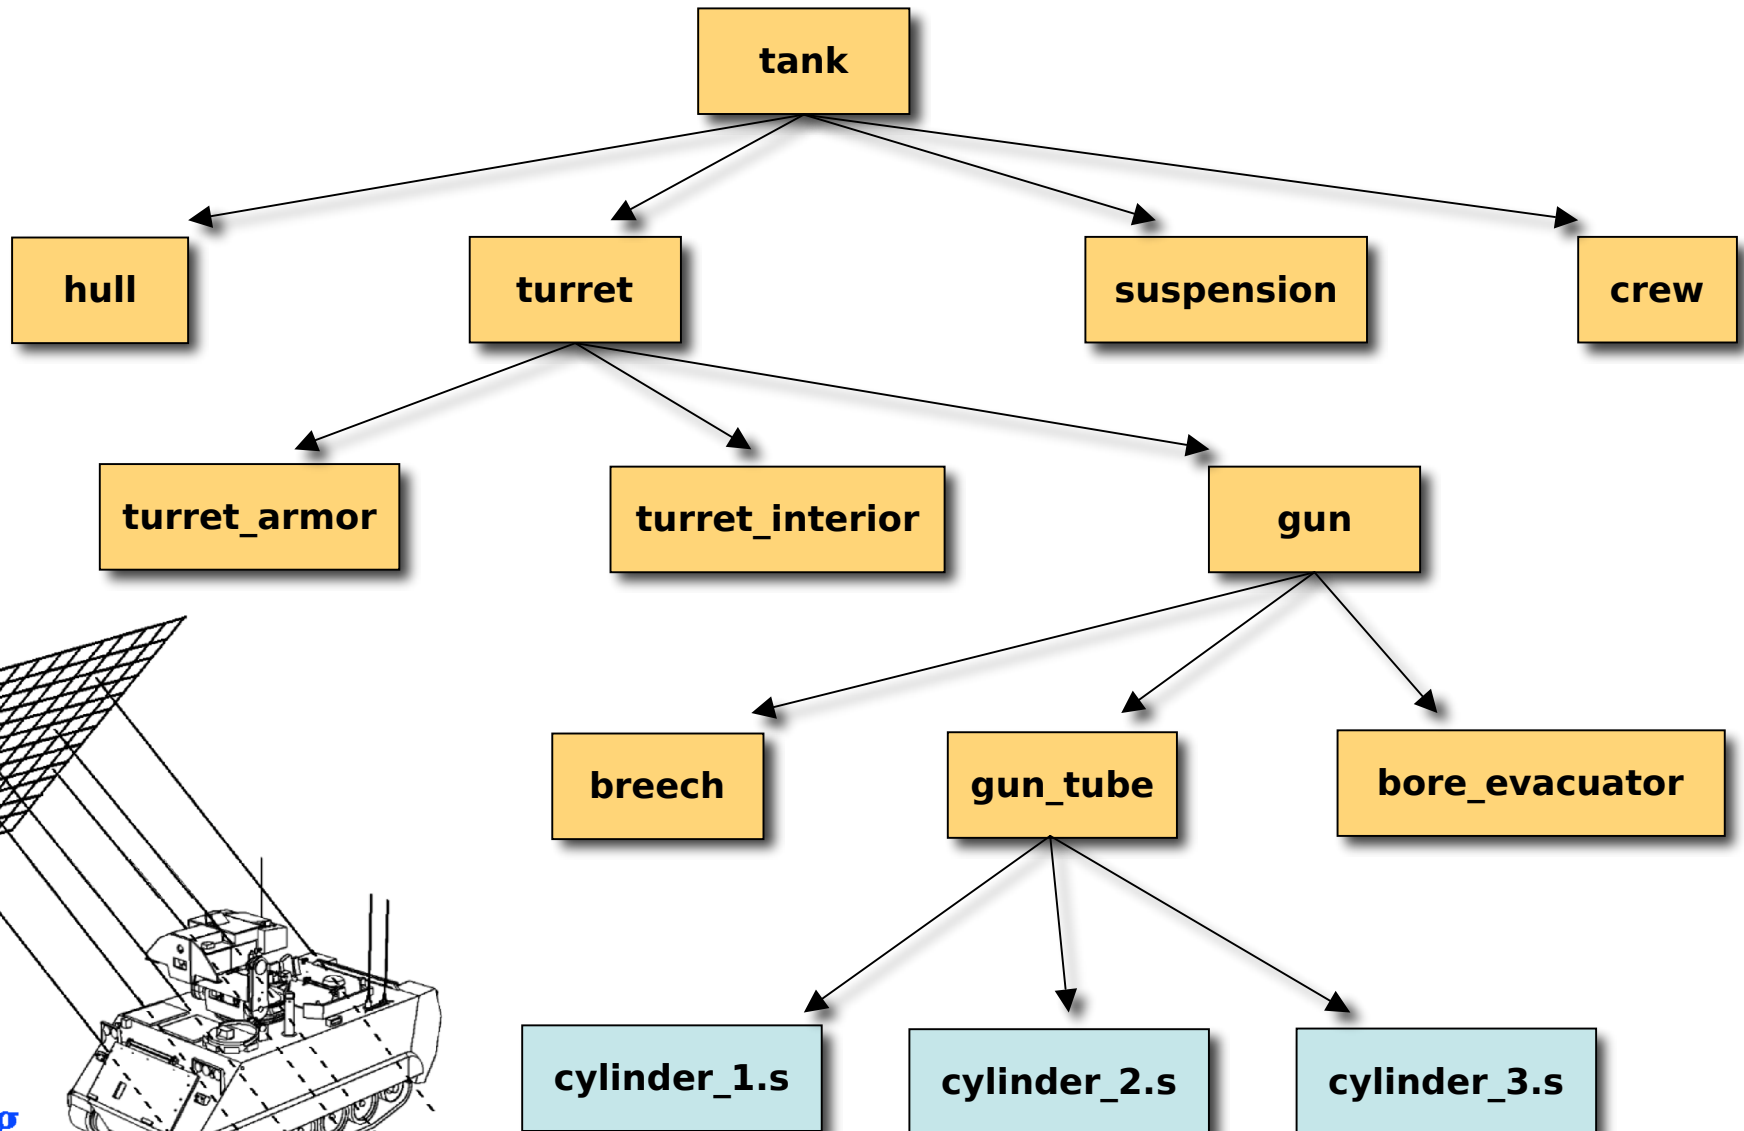 tank
hull
turret
suspension
crew
turret_armor
turret_interior
gun
breech
gun_tube
bore_evacuator
cylinder_1.s
cylinder_2.s
cylinder_3.s